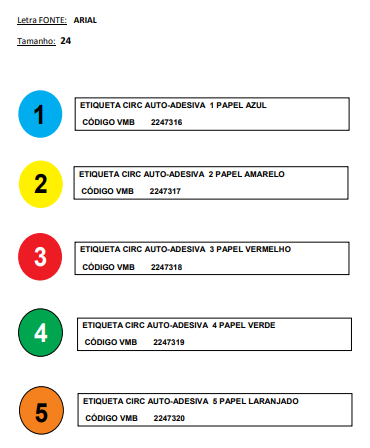 Letra FONTE: ARIAL
Tamanho: 24
1
ETIQUETA CIRC AUTO-ADESIVA 1 PAPEL AZUL
CÓDIGO VMB 2247316
2
ETIQUETA CIRC AUTO-ADESIVA 2 PAPEL AMARELO
CÓDIGO VMB 2247317
3
ETIQUETA CIRC AUTO-ADESIVA 3 PAPEL VERMELHO
CÓDIGO VMB 2247318
4
ETIQUETA CIRC AUTO-ADESIVA 4 PAPEL VERDE
CÓDIGO VMB 2247319
5
ETIQUETA CIRC AUTO-ADESIVA 5 PAPEL LARANJADO
CÓDIGO VMB 2247320